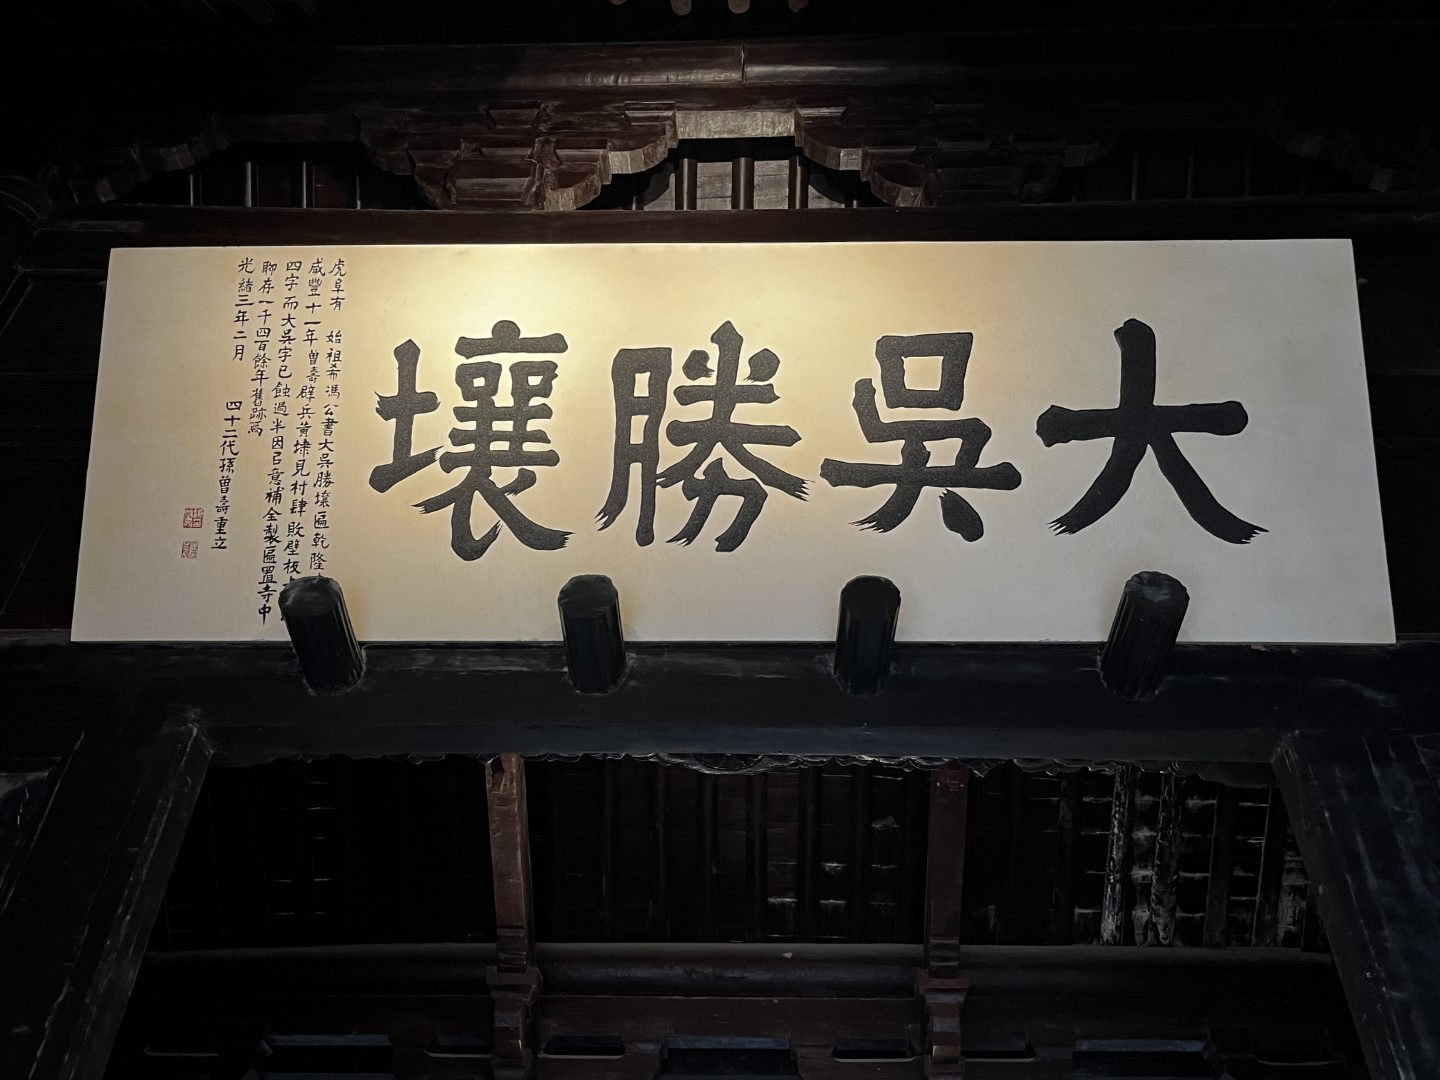 大吳勝壤
虎阜有 始祖希馮公書大吳勝壤匾乾隆
咸豐十一年曾壽辟兵黃埭見村肆敗壁板
四字而大吳字已蝕過半因以意補全製匾置寺中
聊存一千四百餘年舊跡焉
光緒三年二月 四十二代孫曾壽重立